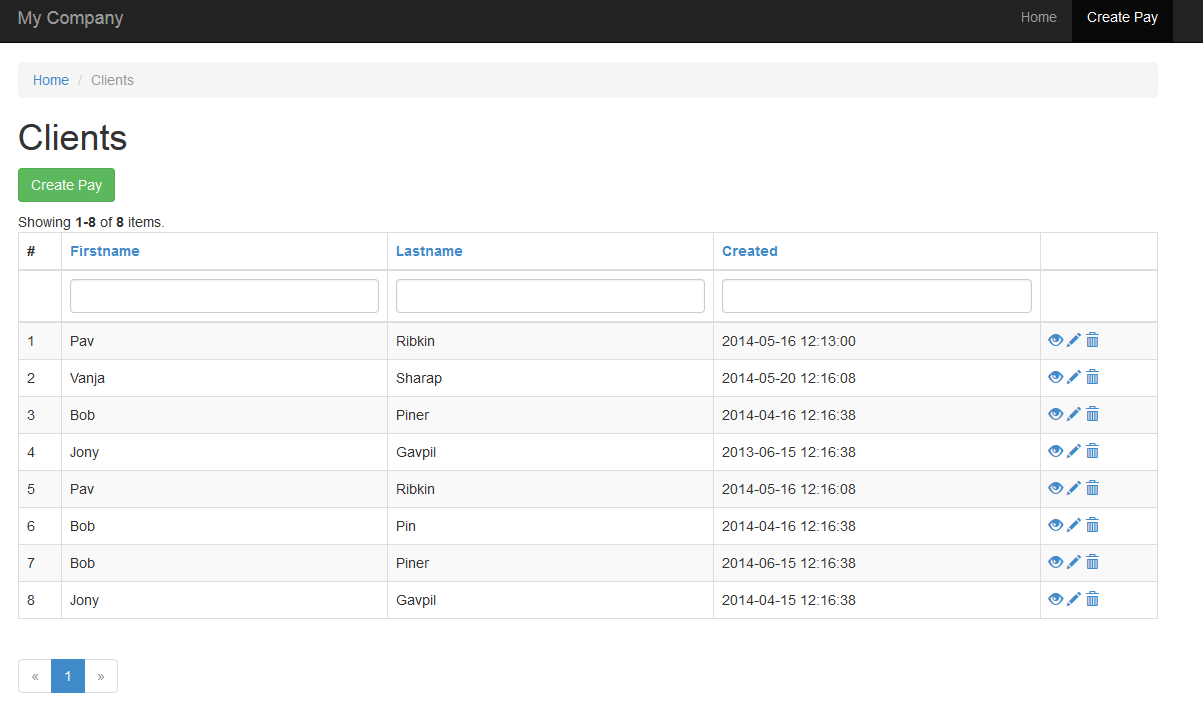 My Company Home Create Pay
Home / Clients
Clients
Create Pay
Showing 1-8 of 8 items.
# Firstname Lastname Created
1 Pav Ribkin 2014-05-16 12:13:00
2 Vanja Sharap 2014-05-20 12:16:08
3 Bob Piner 2014-04-16 12:16:38
4 Jony Gavpil 2013-06-15 12:16:38
5 Pav Ribkin 2014-05-16 12:16:08
6 Bob Pin 2014-04-16 12:16:38
7 Bob Piner 2014-06-15 12:16:38
8 Jony Gavpil 2014-04-15 12:16:38
« 1 »